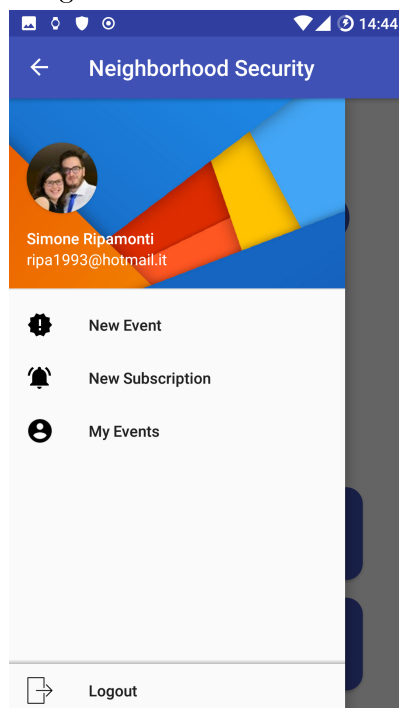 14:44
Neighborhood Security
Simone Ripamonti
ripa1993@hotmail.it
New Event
New Subscription
My Events
Logout